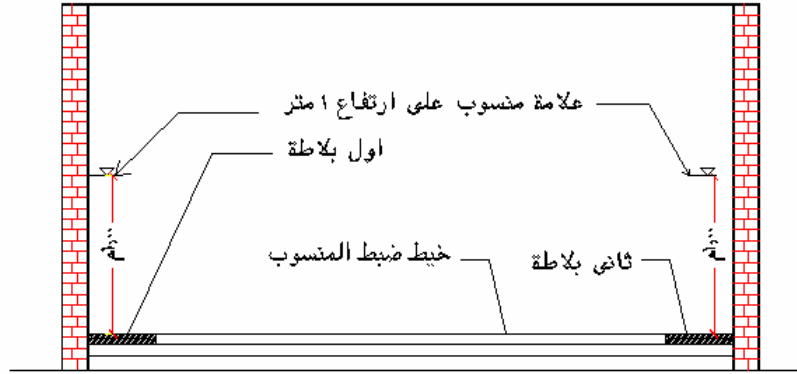 علامة منسوب على ارتفاع ١ متر
اول بلاطة
خيط ضبط المنسوب
ثانى بلاطة